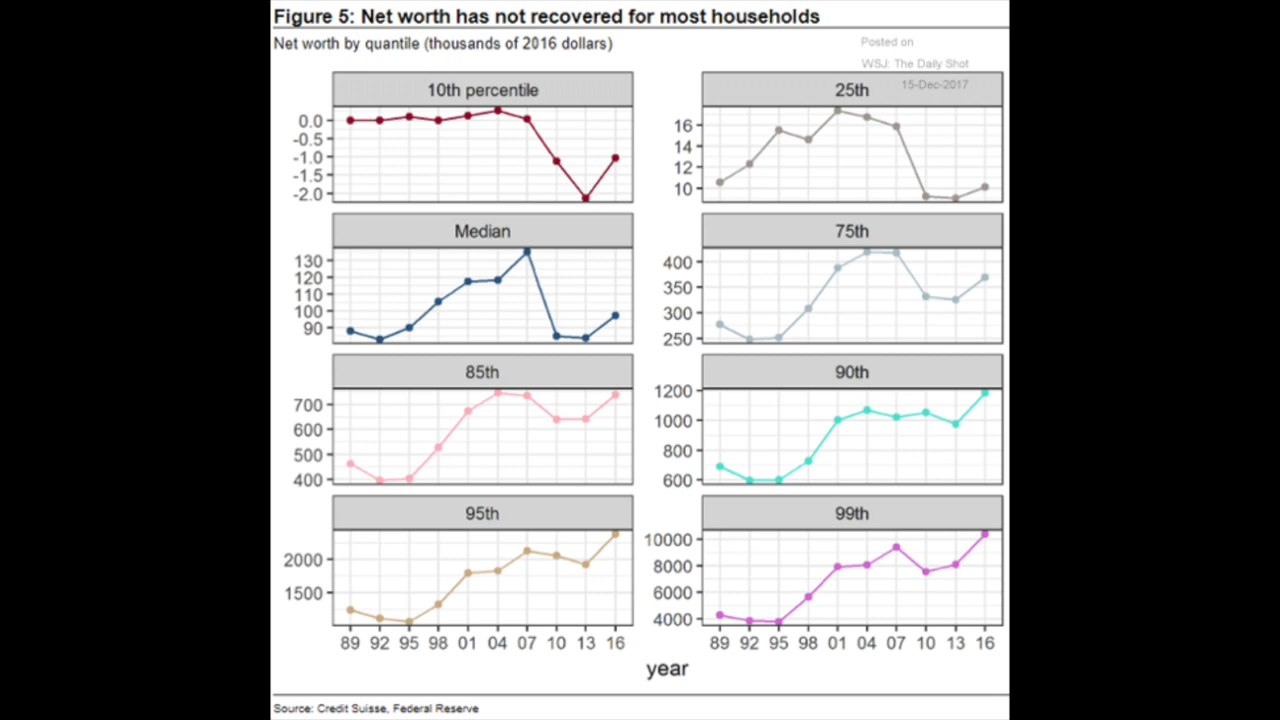 Figure 5: Net worth has not recovered for most households
Net worth by quantile (thousands of 2016 dollars)
Posted on
WSJ: The Daily Shot
15-Dec-2017
10th percentile
0.0
-0.5
-1.0
-1.5
-2.0
25th
16
14
12
10
Median
130
120
110
100
90
75th
400
350
300
250
85th
700
600
500
400
90th
1200
1000
800
600
95th
2000
1500
89 92 95 98 01 04 07 10 13 16
99th
10000
8000
6000
4000
89 92 95 98 01 04 07 10 13 16
year
Source: Credit Suisse, Federal Reserve